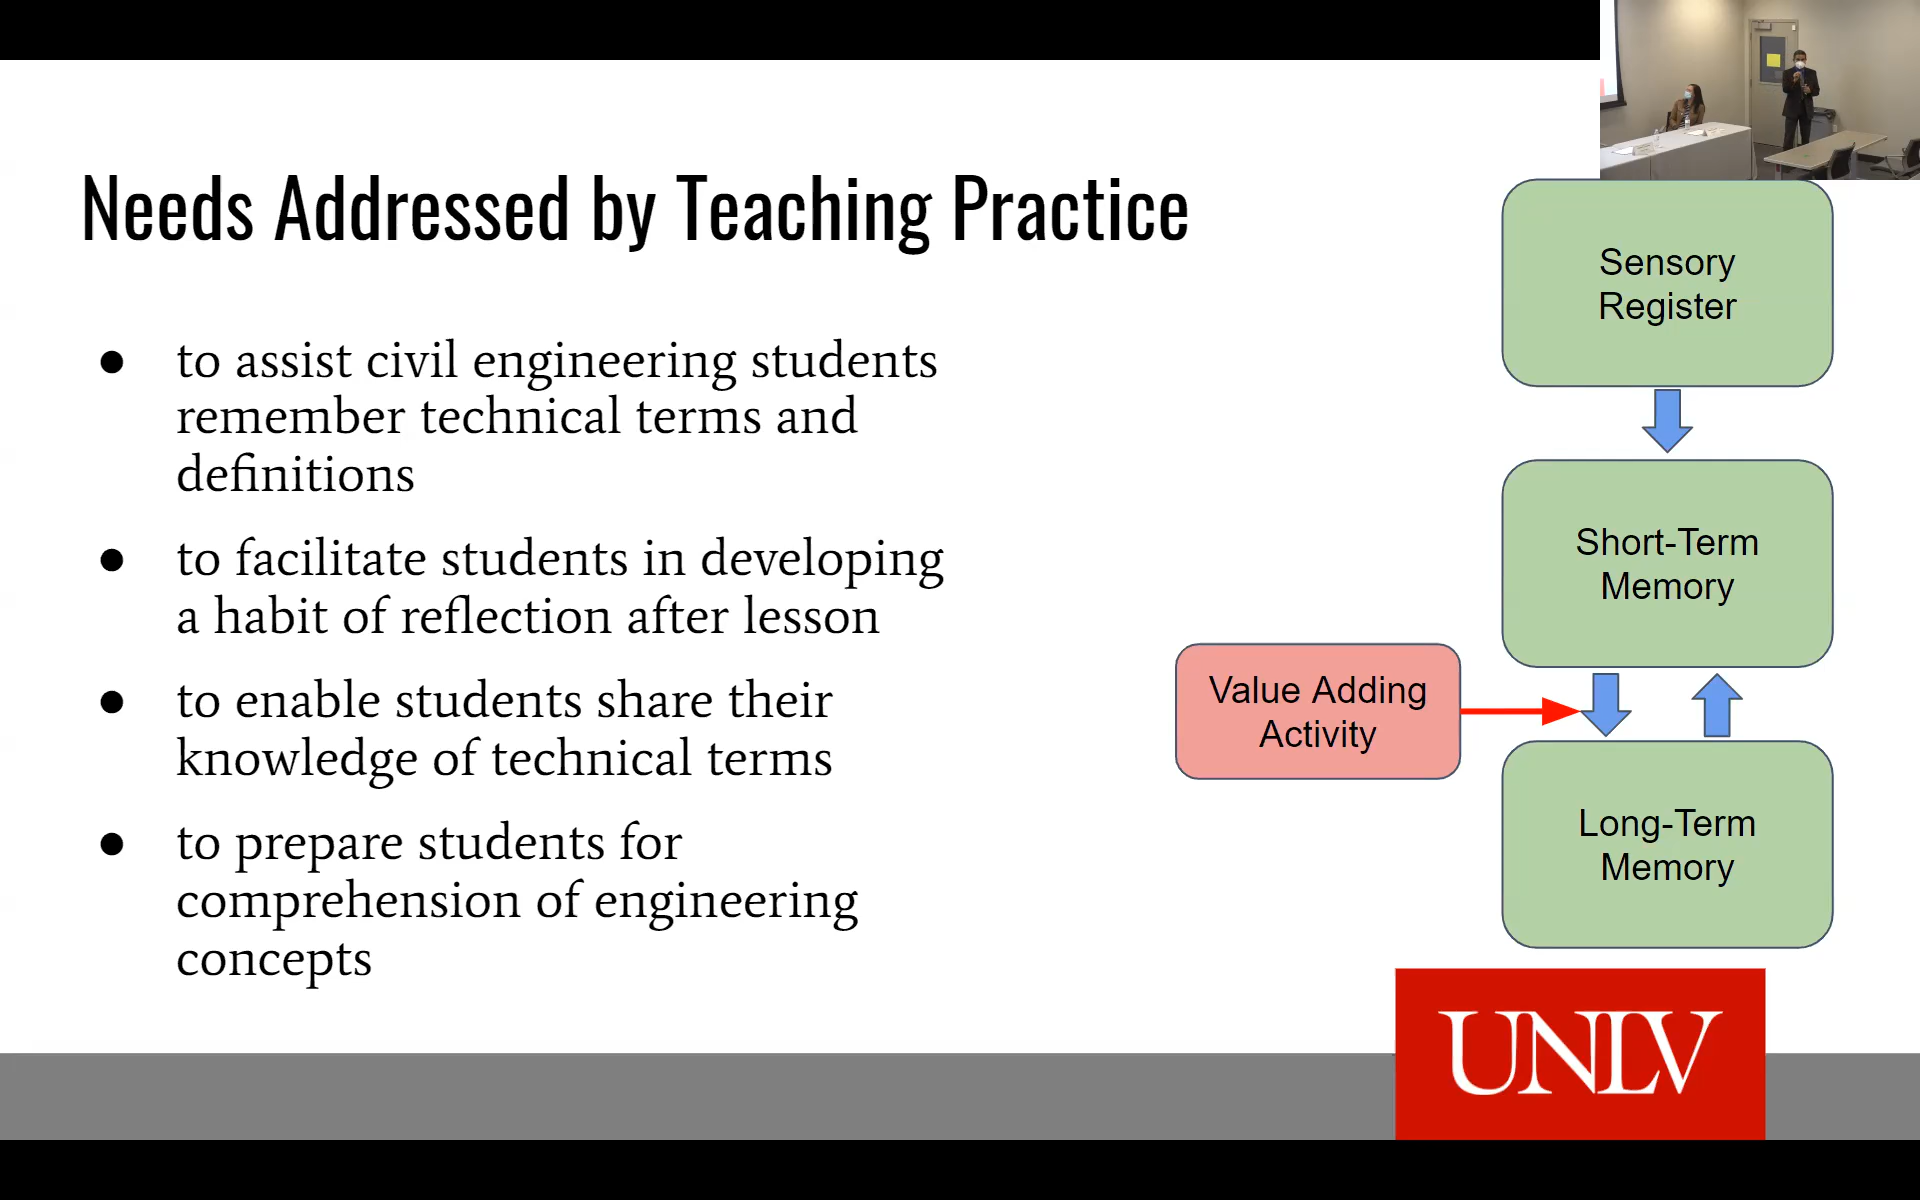 Needs Addressed by Teaching Practice
● to assist civil engineering students
remember technical terms and
definitions
● to facilitate students in developing
a habit of reflection after lesson
● to enable students share their
knowledge of technical terms
● to prepare students for
comprehension of engineering
concepts
Sensory
Register
Short-Term
Memory
Value Adding
Activity
Long-Term
Memory
UNLV